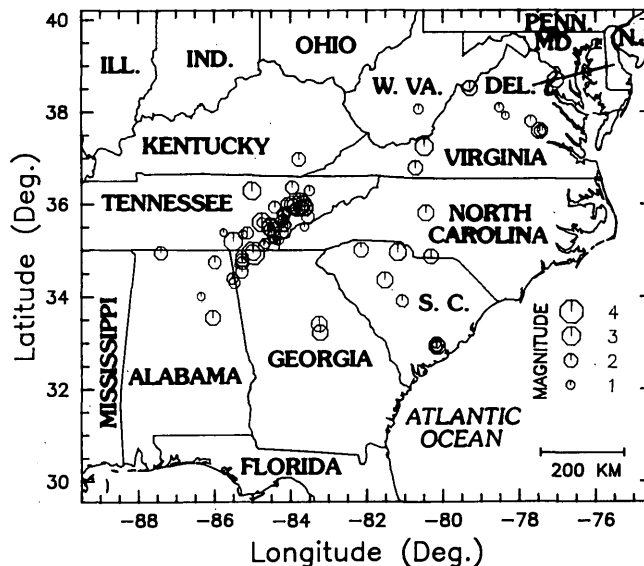 40
38
36
34
32
30
Latitude (Deg.)
PENN.
MD.
N.
ILL.
IND.
OHIO
W. VA.
DEL.
KENTUCKY
VIRGINIA
TENNESSEE
NORTH
CAROLINA
S. C.
MISSISSIPPI
ALABAMA
GEORGIA
FLORIDA
ATLANTIC
OCEAN
MAGNITUDE
4
3
2
1
200 KM
-88 -86 -84 -82 -80 -78 -76
Longitude (Deg.)